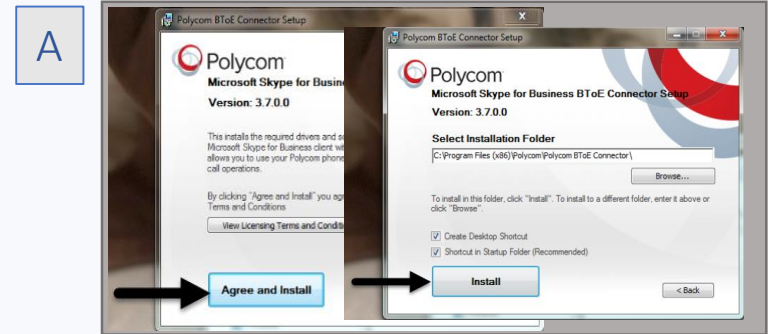 A
Polycom BToE Connector Setup
Polycom
Microsoft Skype for Busin
Version: 3.7.0.0
This installs the required drivers and s
Microsoft Skype for Business client wit
allows you to use your Polycom phone
call operations.
By clicking "Agree and Install" you agr
Terms and Conditions
View Licensing Terms and Conditi
Agree and Install
X
Polycom BToE Connector Setup
Polycom
Microsoft Skype for Business BToE Connector Setup
Version: 3.7.0.0
Select Installation Folder
C:\Program Files (x86)\Polycom\Polycom BToE Connector\
Browse...
To install in this folder, click "Install". To install to a different folder, enter it above or
click "Browse".
Create Desktop Shortcut
Shortcut in Startup Folder (Recommended)
Install
< Back